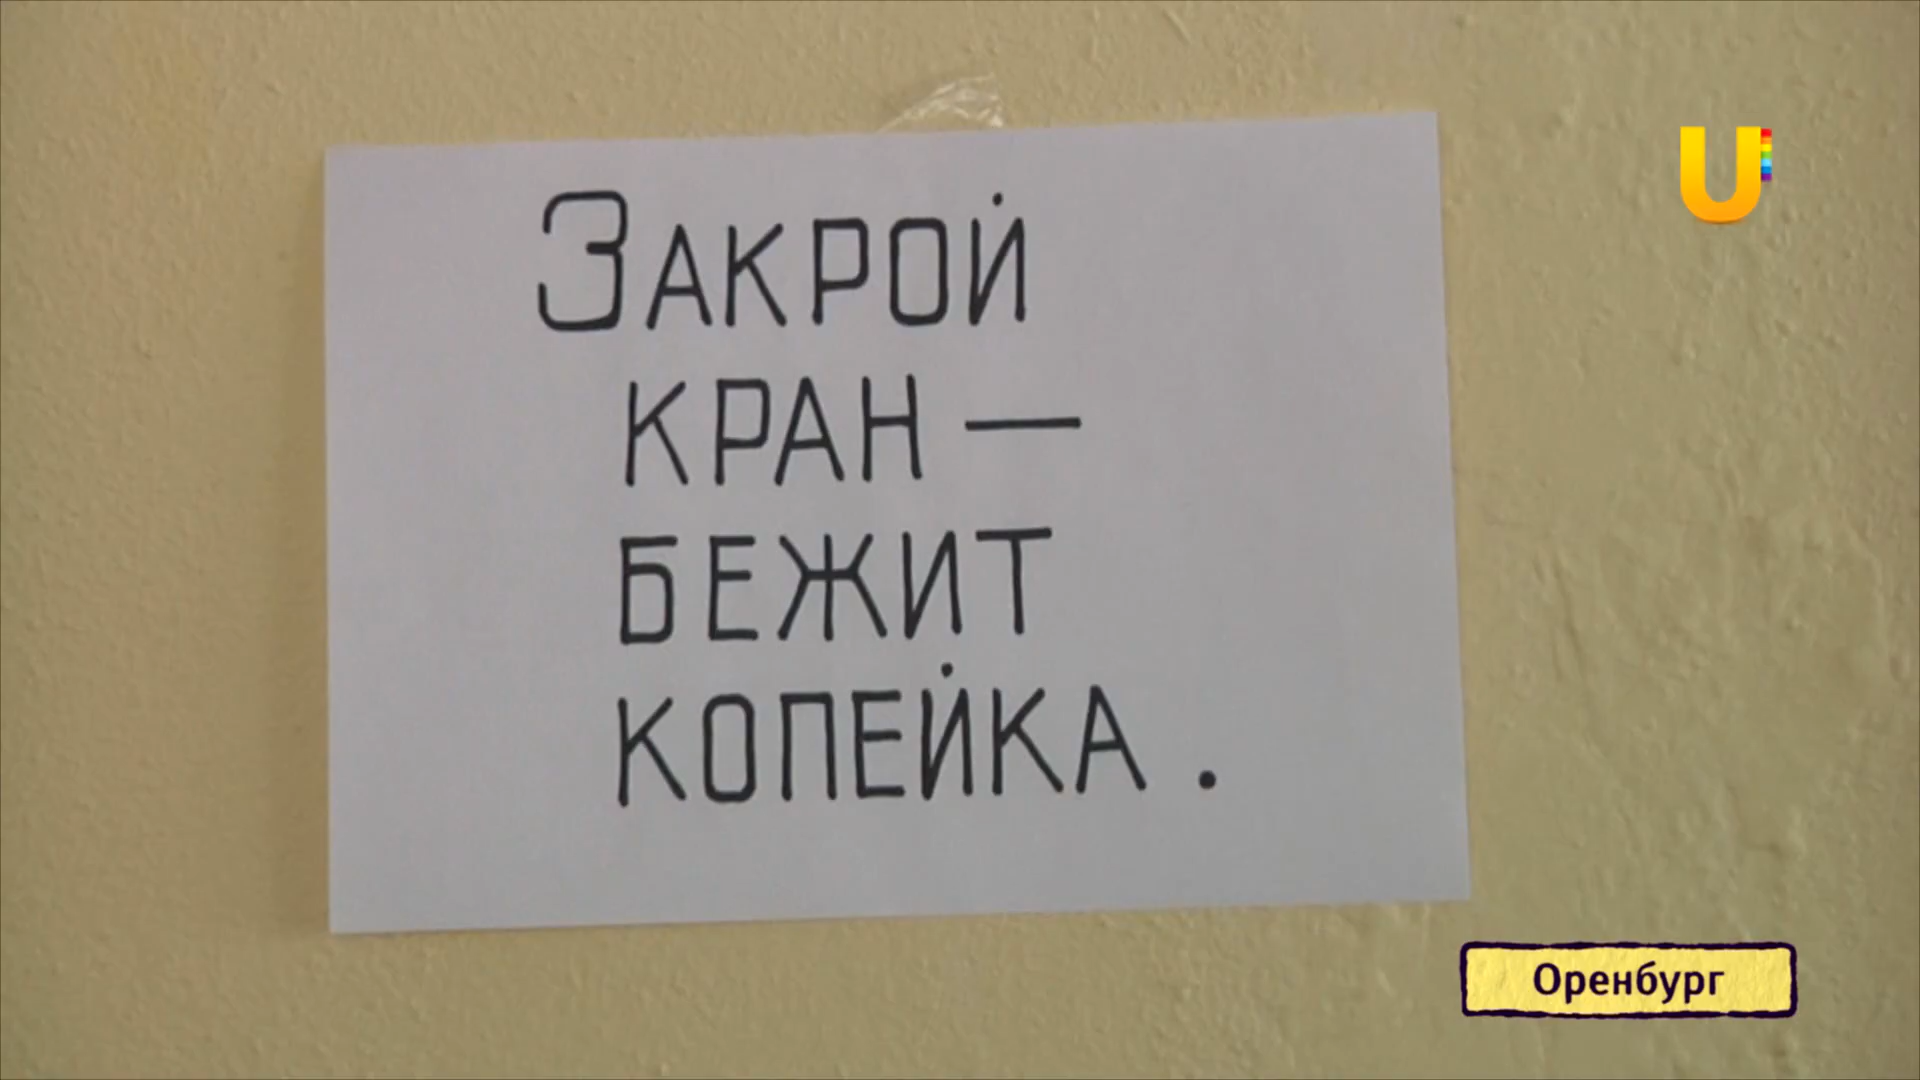 Закрой
кран —
бежит
копейка .
U
Оренбург